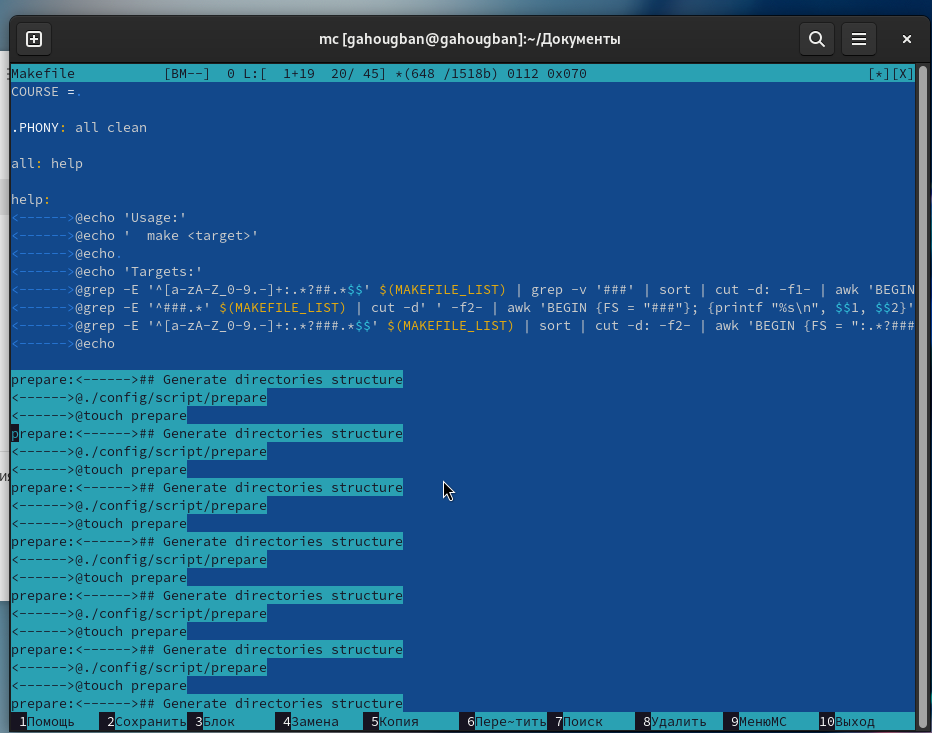 mc [gahougban@gahougban]:~/Документы
Makefile [BM--] 0 L:[ 1+19 20/ 45] *(648 /1518b) 0112 0x070 [*][X]
COURSE =.
.PHONY: all clean
all: help
help:
<------>@echo 'Usage:'
<------>@echo '  make <target>'
<------>@echo.
<------>@echo 'Targets:'
<------>@grep -E '^[a-zA-Z_0-9.-]+:.*?##.*$$' $(MAKEFILE_LIST) | grep -v '###' | sort | cut -d: -f1- | awk 'BEGIN
<------>@grep -E '^###.*' $(MAKEFILE_LIST) | cut -d' ' -f2- | awk 'BEGIN {FS = "###"}; {printf "%s\n", $$1, $$2}'
<------>@grep -E '^[a-zA-Z_0-9.-]+:.*?###.*$$' $(MAKEFILE_LIST) | sort | cut -d: -f2- | awk 'BEGIN {FS = ":.*?###
<------>@echo
prepare:<------>## Generate directories structure
<------>@./config/script/prepare
<------>@touch prepare
prepare:<------>## Generate directories structure
<------>@./config/script/prepare
<------>@touch prepare
prepare:<------>## Generate directories structure
<------>@./config/script/prepare
<------>@touch prepare
prepare:<------>## Generate directories structure
<------>@./config/script/prepare
<------>@touch prepare
prepare:<------>## Generate directories structure
<------>@./config/script/prepare
<------>@touch prepare
prepare:<------>## Generate directories structure
<------>@./config/script/prepare
<------>@touch prepare
prepare:<------>## Generate directories structure
1Помощь 2Сохранить 3Блок 4Замена 5Копия 6Пере~тить 7Поиск 8Удалить 9МенюMC 10Выход